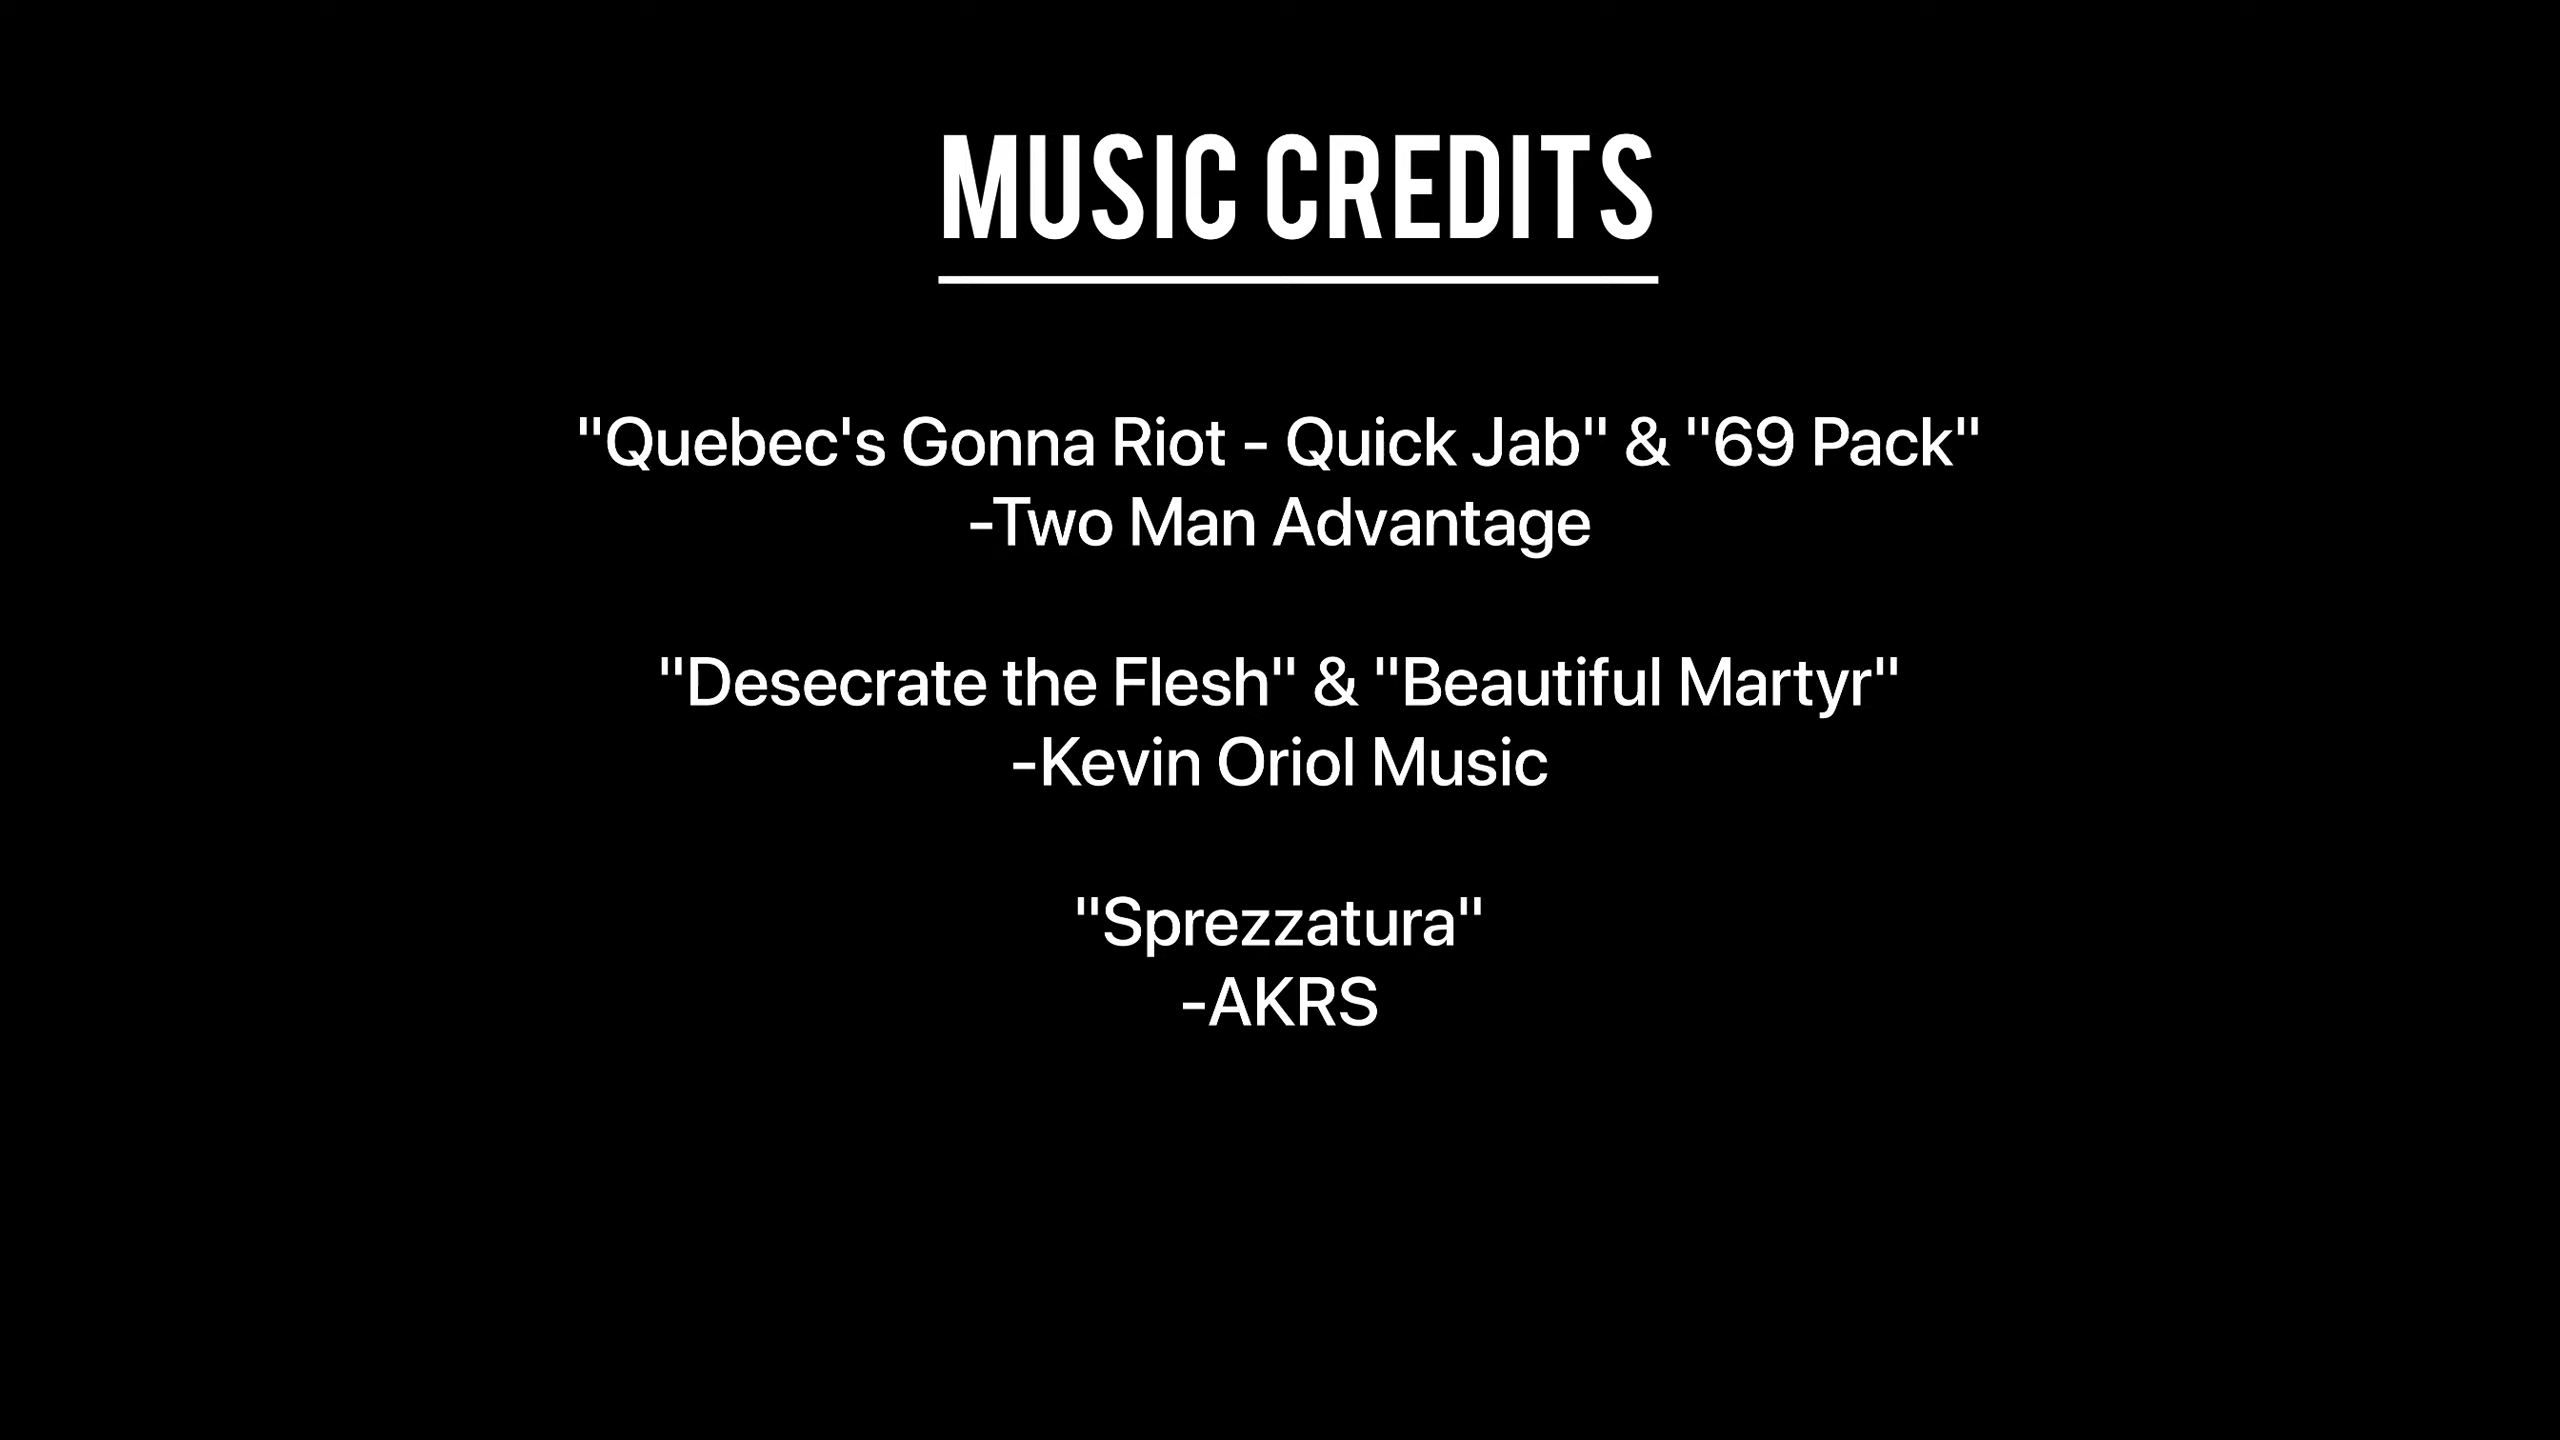 MUSIC CREDITS
"Quebec's Gonna Riot - Quick Jab" & "69 Pack"
-Two Man Advantage
"Desecrate the Flesh" & "Beautiful Martyr"
-Kevin Oriol Music
"Sprezzatura"
-AKRS